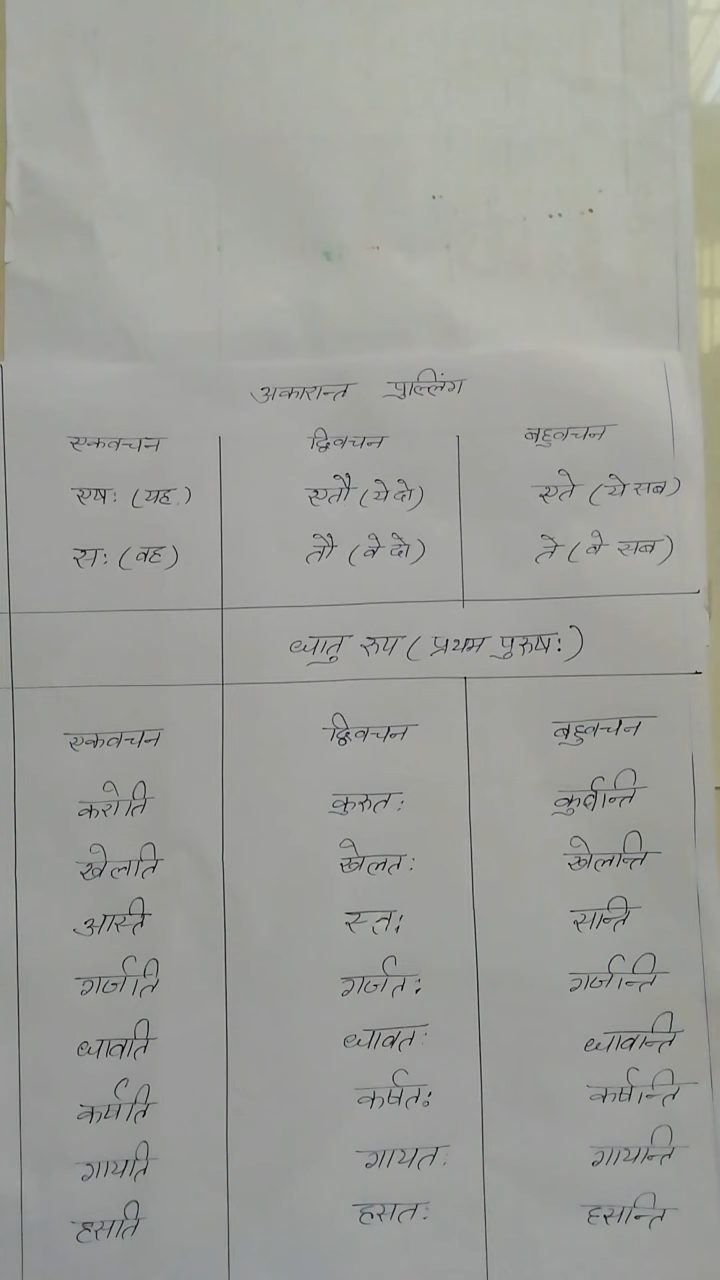 अकारान्त पुल्लिंग
एकवचन द्विवचन बहुवचन
एषः (यह.) एतौ (ये दो) एते (ये सब)
सः (वह) तौ (वे दो) ते (वे सब)
धातु रुप (प्रथम पुरुषः)
एकवचन द्विवचन बहुवचन
करोति कुरुतः कुर्वन्ति
खेलति खेलतः खेलन्ति
अस्ति स्तः सन्ति
गर्जति गर्जतः गर्जन्ति
धावति धावतः धावन्ति
कर्षति कर्षतः कर्षन्ति
गायति गायतः गायन्ति
हसति हसतः हसन्ति